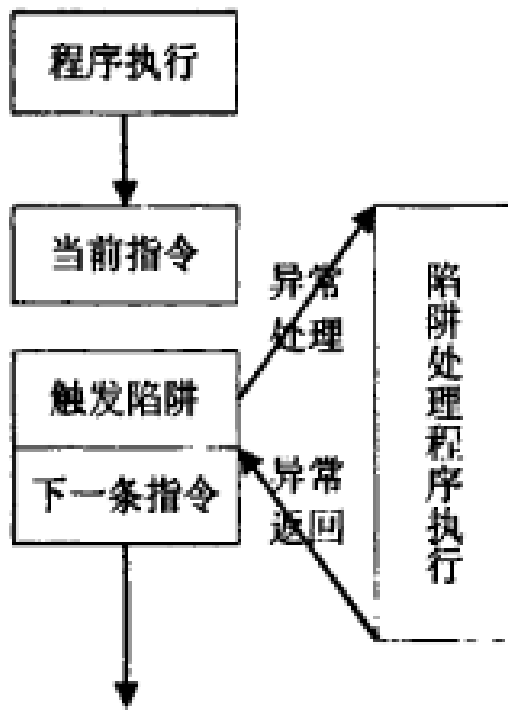 程序执行
当前指令
异常
处理
触发陷阱
下一条指令
异常
返回
陷阱处理程序执行